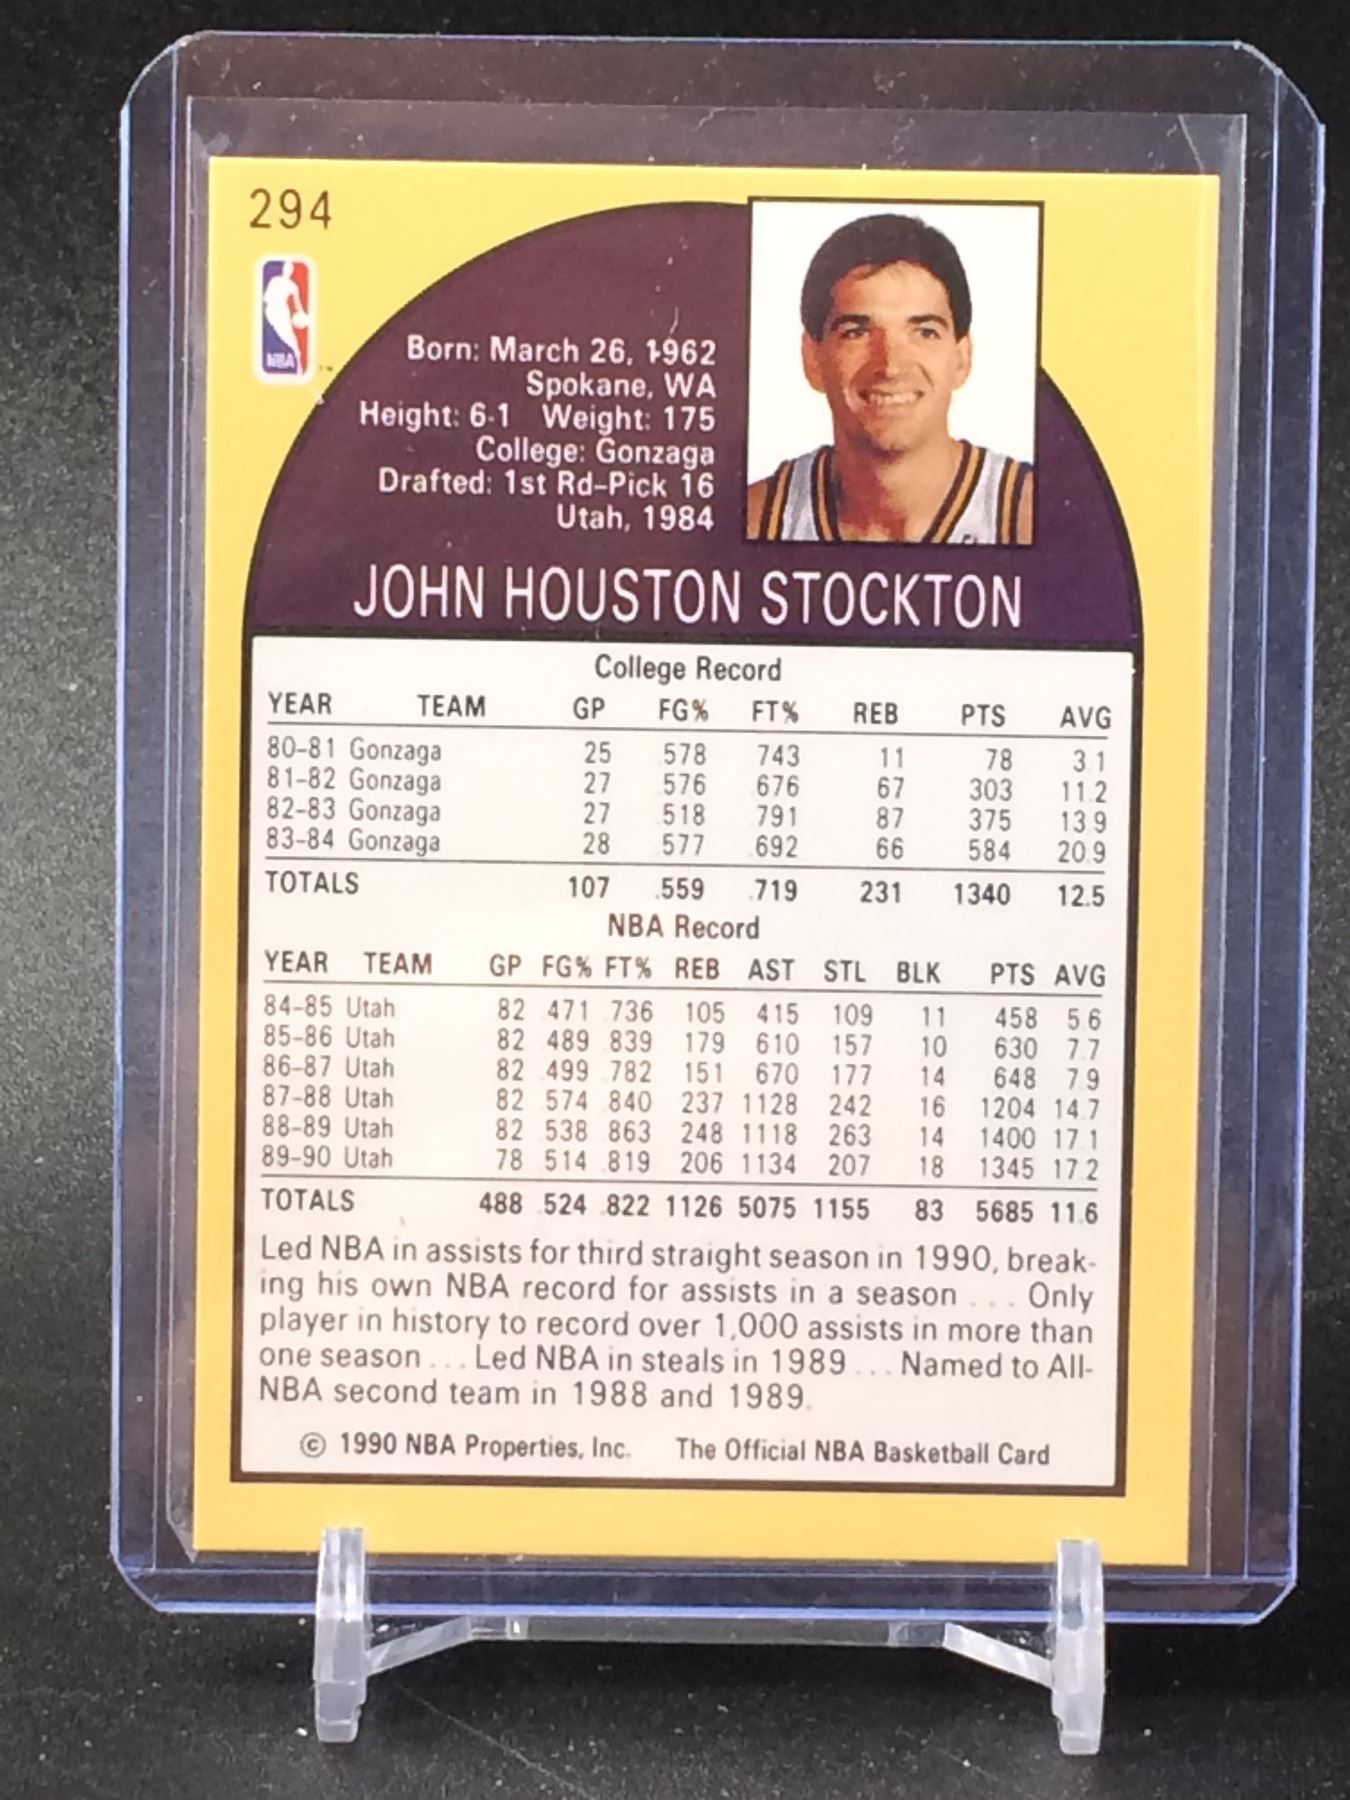 294
NBA
Born: March 26, 1962
Spokane, WA
Height: 6-1 Weight: 175
College: Gonzaga
Drafted: 1st Rd-Pick 16
Utah, 1984
JOHN HOUSTON STOCKTON
College Record
YEAR TEAM GP FG% FT% REB PTS AVG
80-81 Gonzaga 25 .578 .743 11 78 3.1
81-82 Gonzaga 27 .576 .676 67 303 11.2
82-83 Gonzaga 27 .518 .791 87 375 13.9
83-84 Gonzaga 28 .577 .692 66 584 20.9
TOTALS 107 .559 .719 231 1340 12.5
NBA Record
YEAR TEAM GP FG% FT% REB AST STL BLK PTS AVG
84-85 Utah 82 .471 .736 105 415 109 11 458 5.6
85-86 Utah 82 .489 .839 179 610 157 10 630 7.7
86-87 Utah 82 .499 .782 151 670 177 14 648 7.9
87-88 Utah 82 .574 .840 237 1128 242 16 1204 14.7
88-89 Utah 82 .538 .863 248 1118 263 14 1400 17.1
89-90 Utah 78 .514 .819 206 1134 207 18 1345 17.2
TOTALS 488 .524 .822 1126 5075 1155 83 5685 11.6
Led NBA in assists for third straight season in 1990, break-
ing his own NBA record for assists in a season . . . Only
player in history to record over 1,000 assists in more than
one season . . . Led NBA in steals in 1989 . . . Named to All-
NBA second team in 1988 and 1989.
© 1990 NBA Properties, Inc. The Official NBA Basketball Card